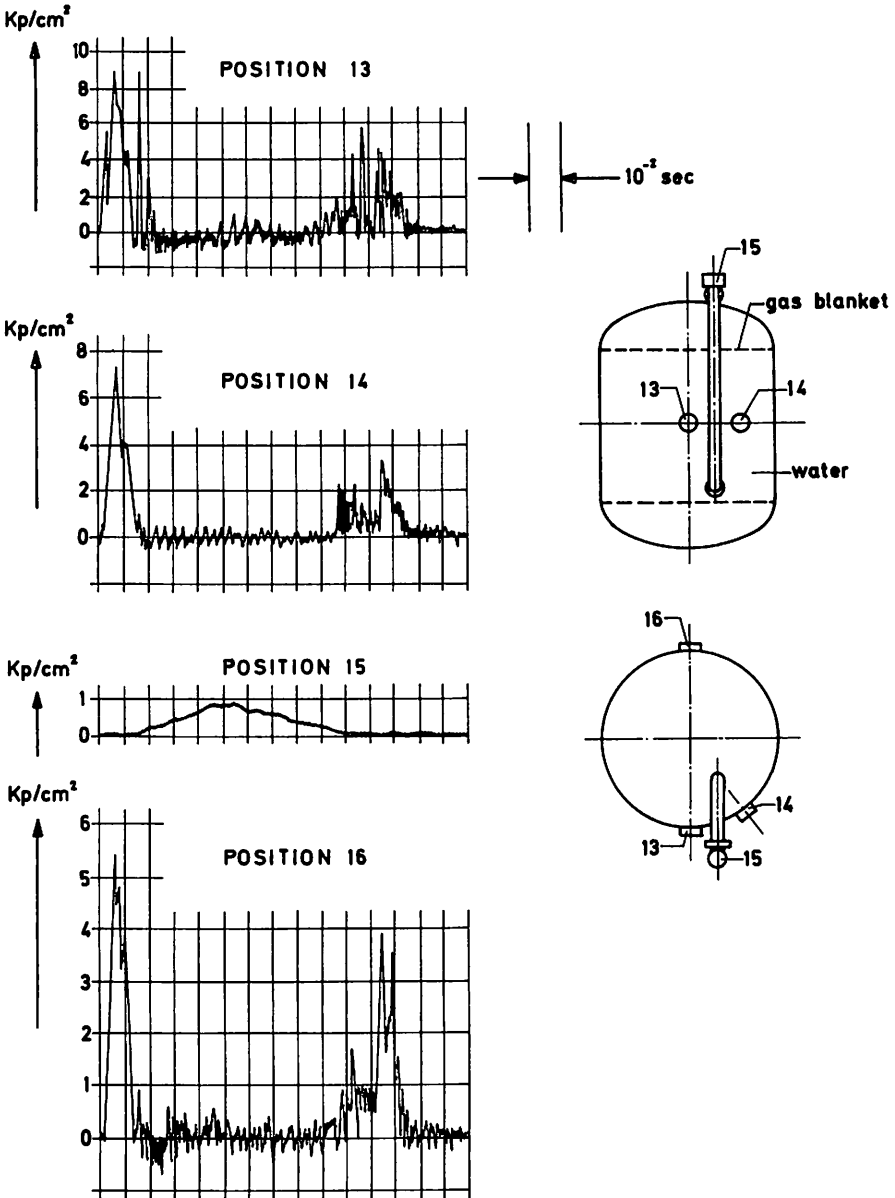 Kp/cm²
POSITION 13
10
8
6
4
2
0
10⁻² sec
Kp/cm²
POSITION 14
8
6
4
2
0
Kp/cm²
POSITION 15
1
0
Kp/cm²
POSITION 16
6
5
4
3
2
1
0
15
gas blanket
13
14
water
16
14
13
15